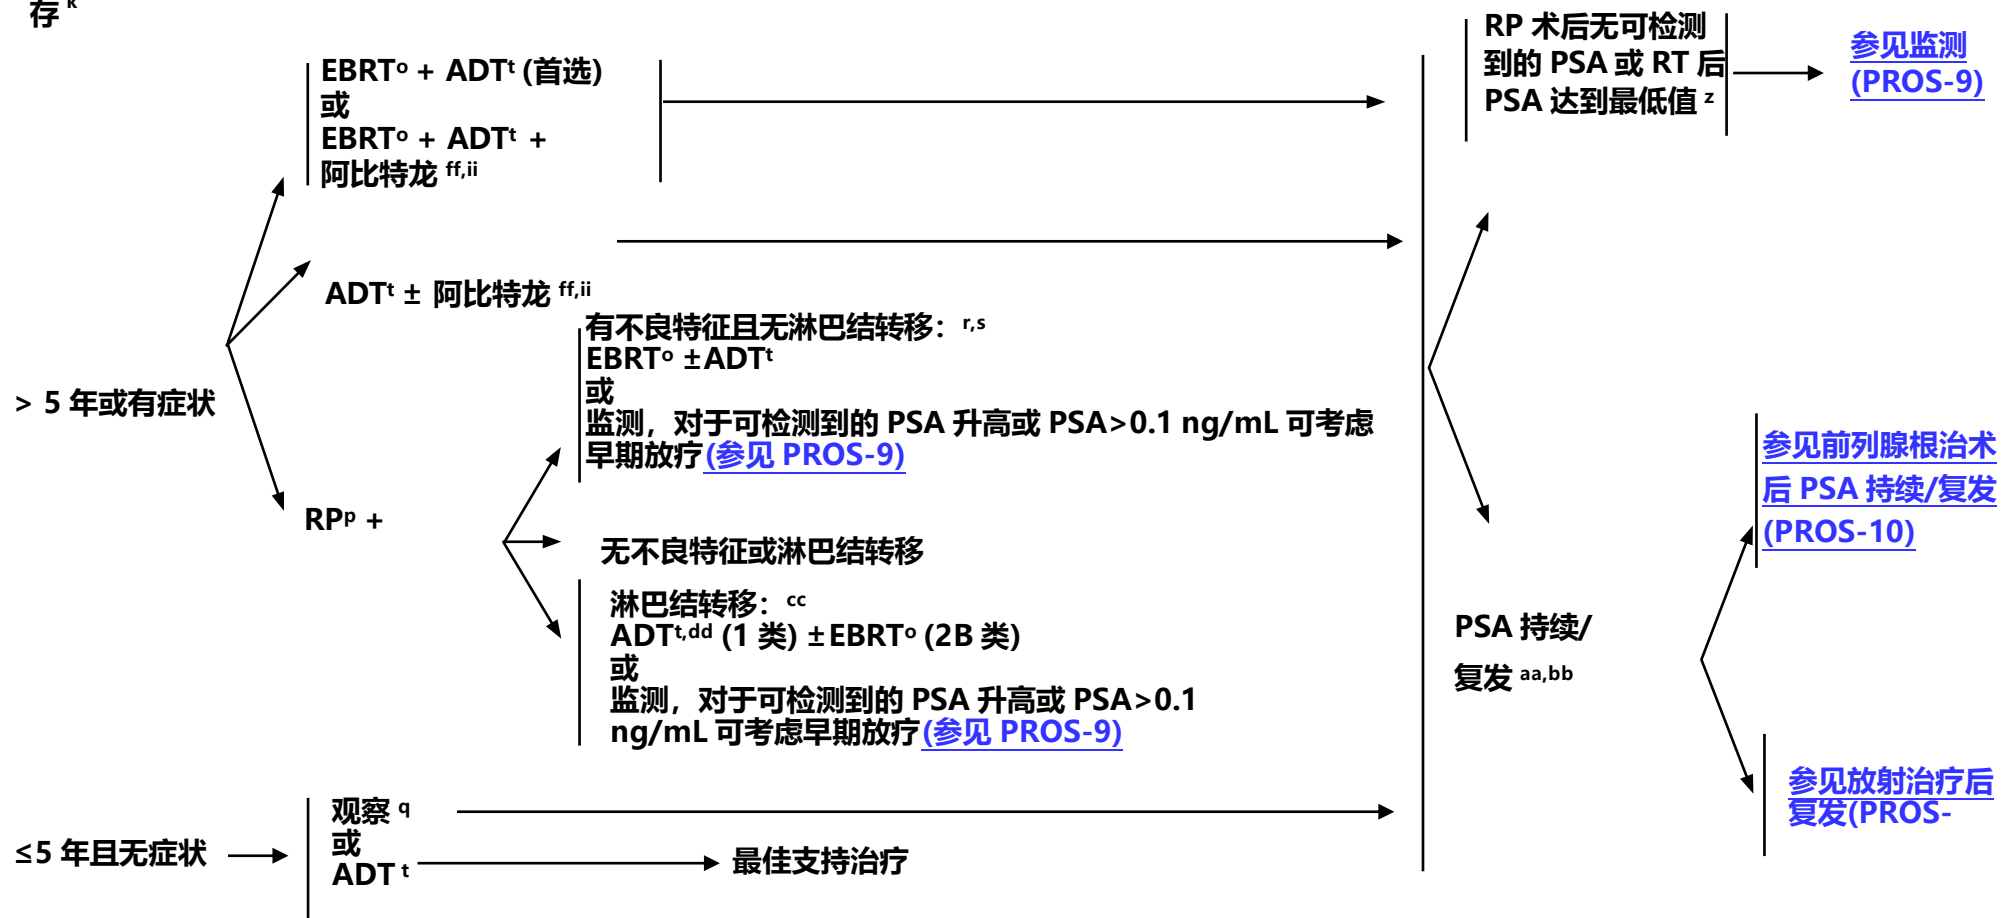 存 k
EBRTo + ADTt (首选)
或
EBRTo + ADTt +
阿比特龙 ff,ii
ADTt ± 阿比特龙 ff,ii
> 5 年或有症状
RPp +
有不良特征且无淋巴结转移：r,s
EBRTo ±ADTt
或
监测，对于可检测到的 PSA 升高或 PSA>0.1 ng/mL 可考虑
早期放疗(参见 PROS-9)
无不良特征或淋巴结转移
淋巴结转移：cc
ADTt,dd (1 类) ±EBRTo (2B 类)
或
监测，对于可检测到的 PSA 升高或 PSA>0.1
ng/mL 可考虑早期放疗(参见 PROS-9)
≤5 年且无症状
观察 q
或
ADT t
最佳支持治疗
RP 术后无可检测
到的 PSA 或 RT 后
PSA 达到最低值 z
参见监测
(PROS-9)
PSA 持续/
复发 aa,bb
参见前列腺根治术
后 PSA 持续/复发
(PROS-10)
参见放射治疗后
复发(PROS-